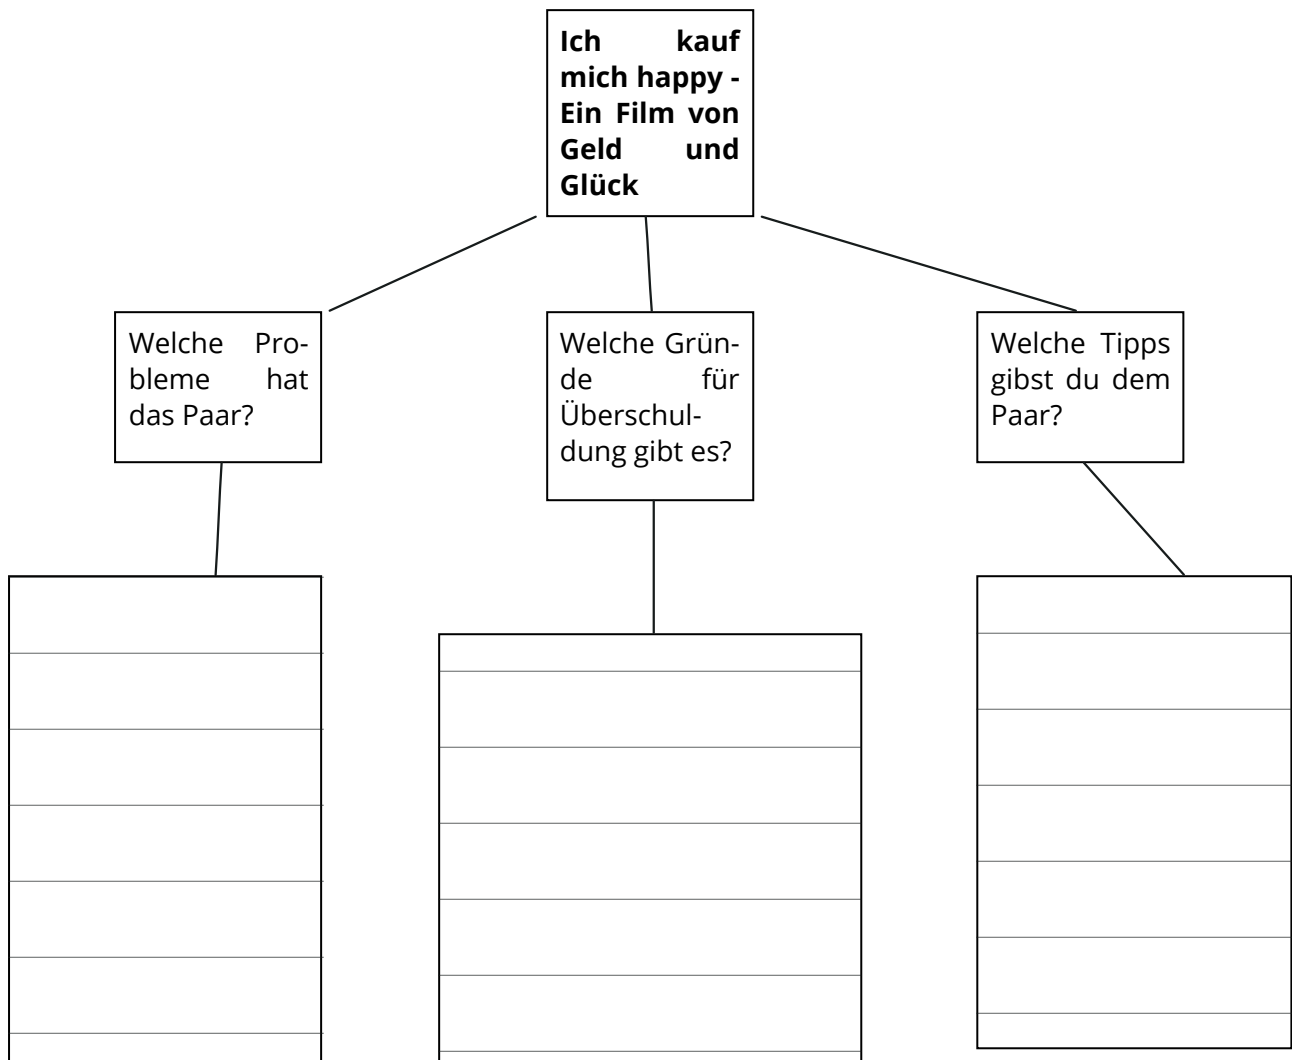 Ich kauf
mich happy -
Ein Film von
Geld und
Glück
Welche Pro-
bleme hat
das Paar?
Welche Grün-
de für
Überschul-
dung gibt es?
Welche Tipps
gibst du dem
Paar?